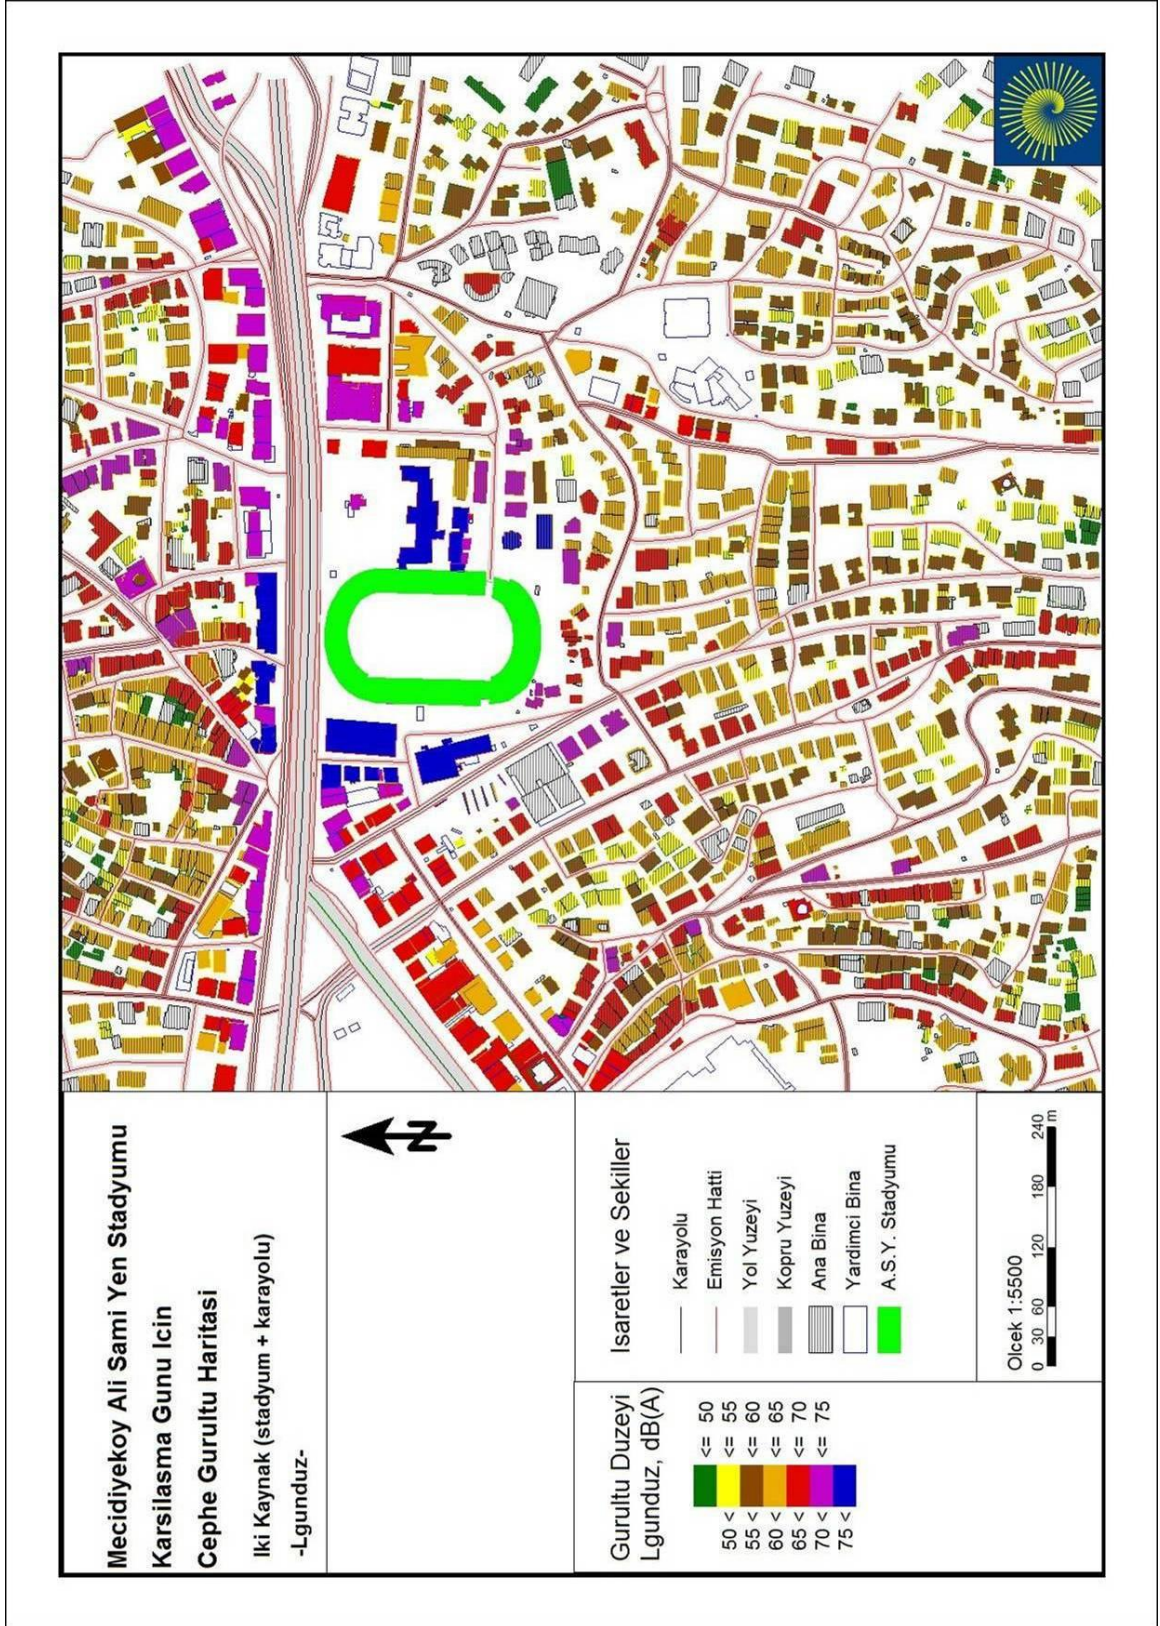 Mecidiyekoy Ali Sami Yen Stadyumu
Karsilasma Gunu Icin
Cephe Gurultu Haritasi
Iki Kaynak (stadyum + karayolu)
-Lgunduz-
N
Gurultu Duzeyi
Lgunduz, dB(A)
<= 50
50 < <= 55
55 < <= 60
60 < <= 65
65 < <= 70
70 < <= 75
75 <
Isaretler ve Sekiller
Karayolu
Emisyon Hatti
Yol Yuzeyi
Kopru Yuzeyi
Ana Bina
Yardimci Bina
A.S.Y. Stadyumu
Olcek 1:5500
0 30 60 120 180 240
m